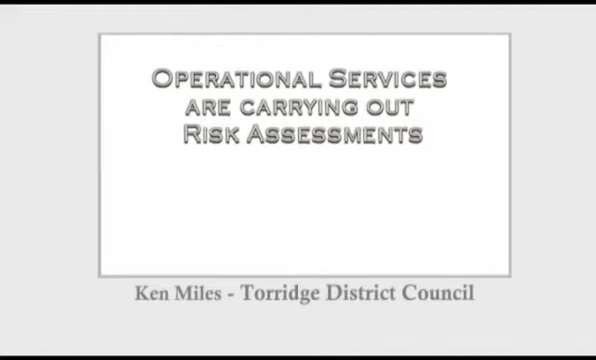 Operational Services
are carrying out
Risk Assessments
Ken Miles - Torridge District Council